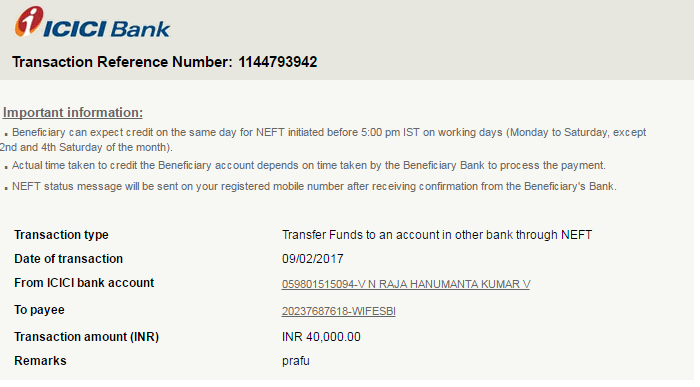 ICICI Bank
Transaction Reference Number: 1144793942
Important information:
. Beneficiary can expect credit on the same day for NEFT initiated before 5:00 pm IST on working days (Monday to Saturday, except
2nd and 4th Saturday of the month).
. Actual time taken to credit the Beneficiary account depends on time taken by the Beneficiary Bank to process the payment.
. NEFT status message will be sent on your registered mobile number after receiving confirmation from the Beneficiary's Bank.
Transaction type Transfer Funds to an account in other bank through NEFT
Date of transaction 09/02/2017
From ICICI bank account 059801515094-V N RAJA HANUMANTA KUMAR V
To payee 20237687618-WIFESBI
Transaction amount (INR) INR 40,000.00
Remarks prafu